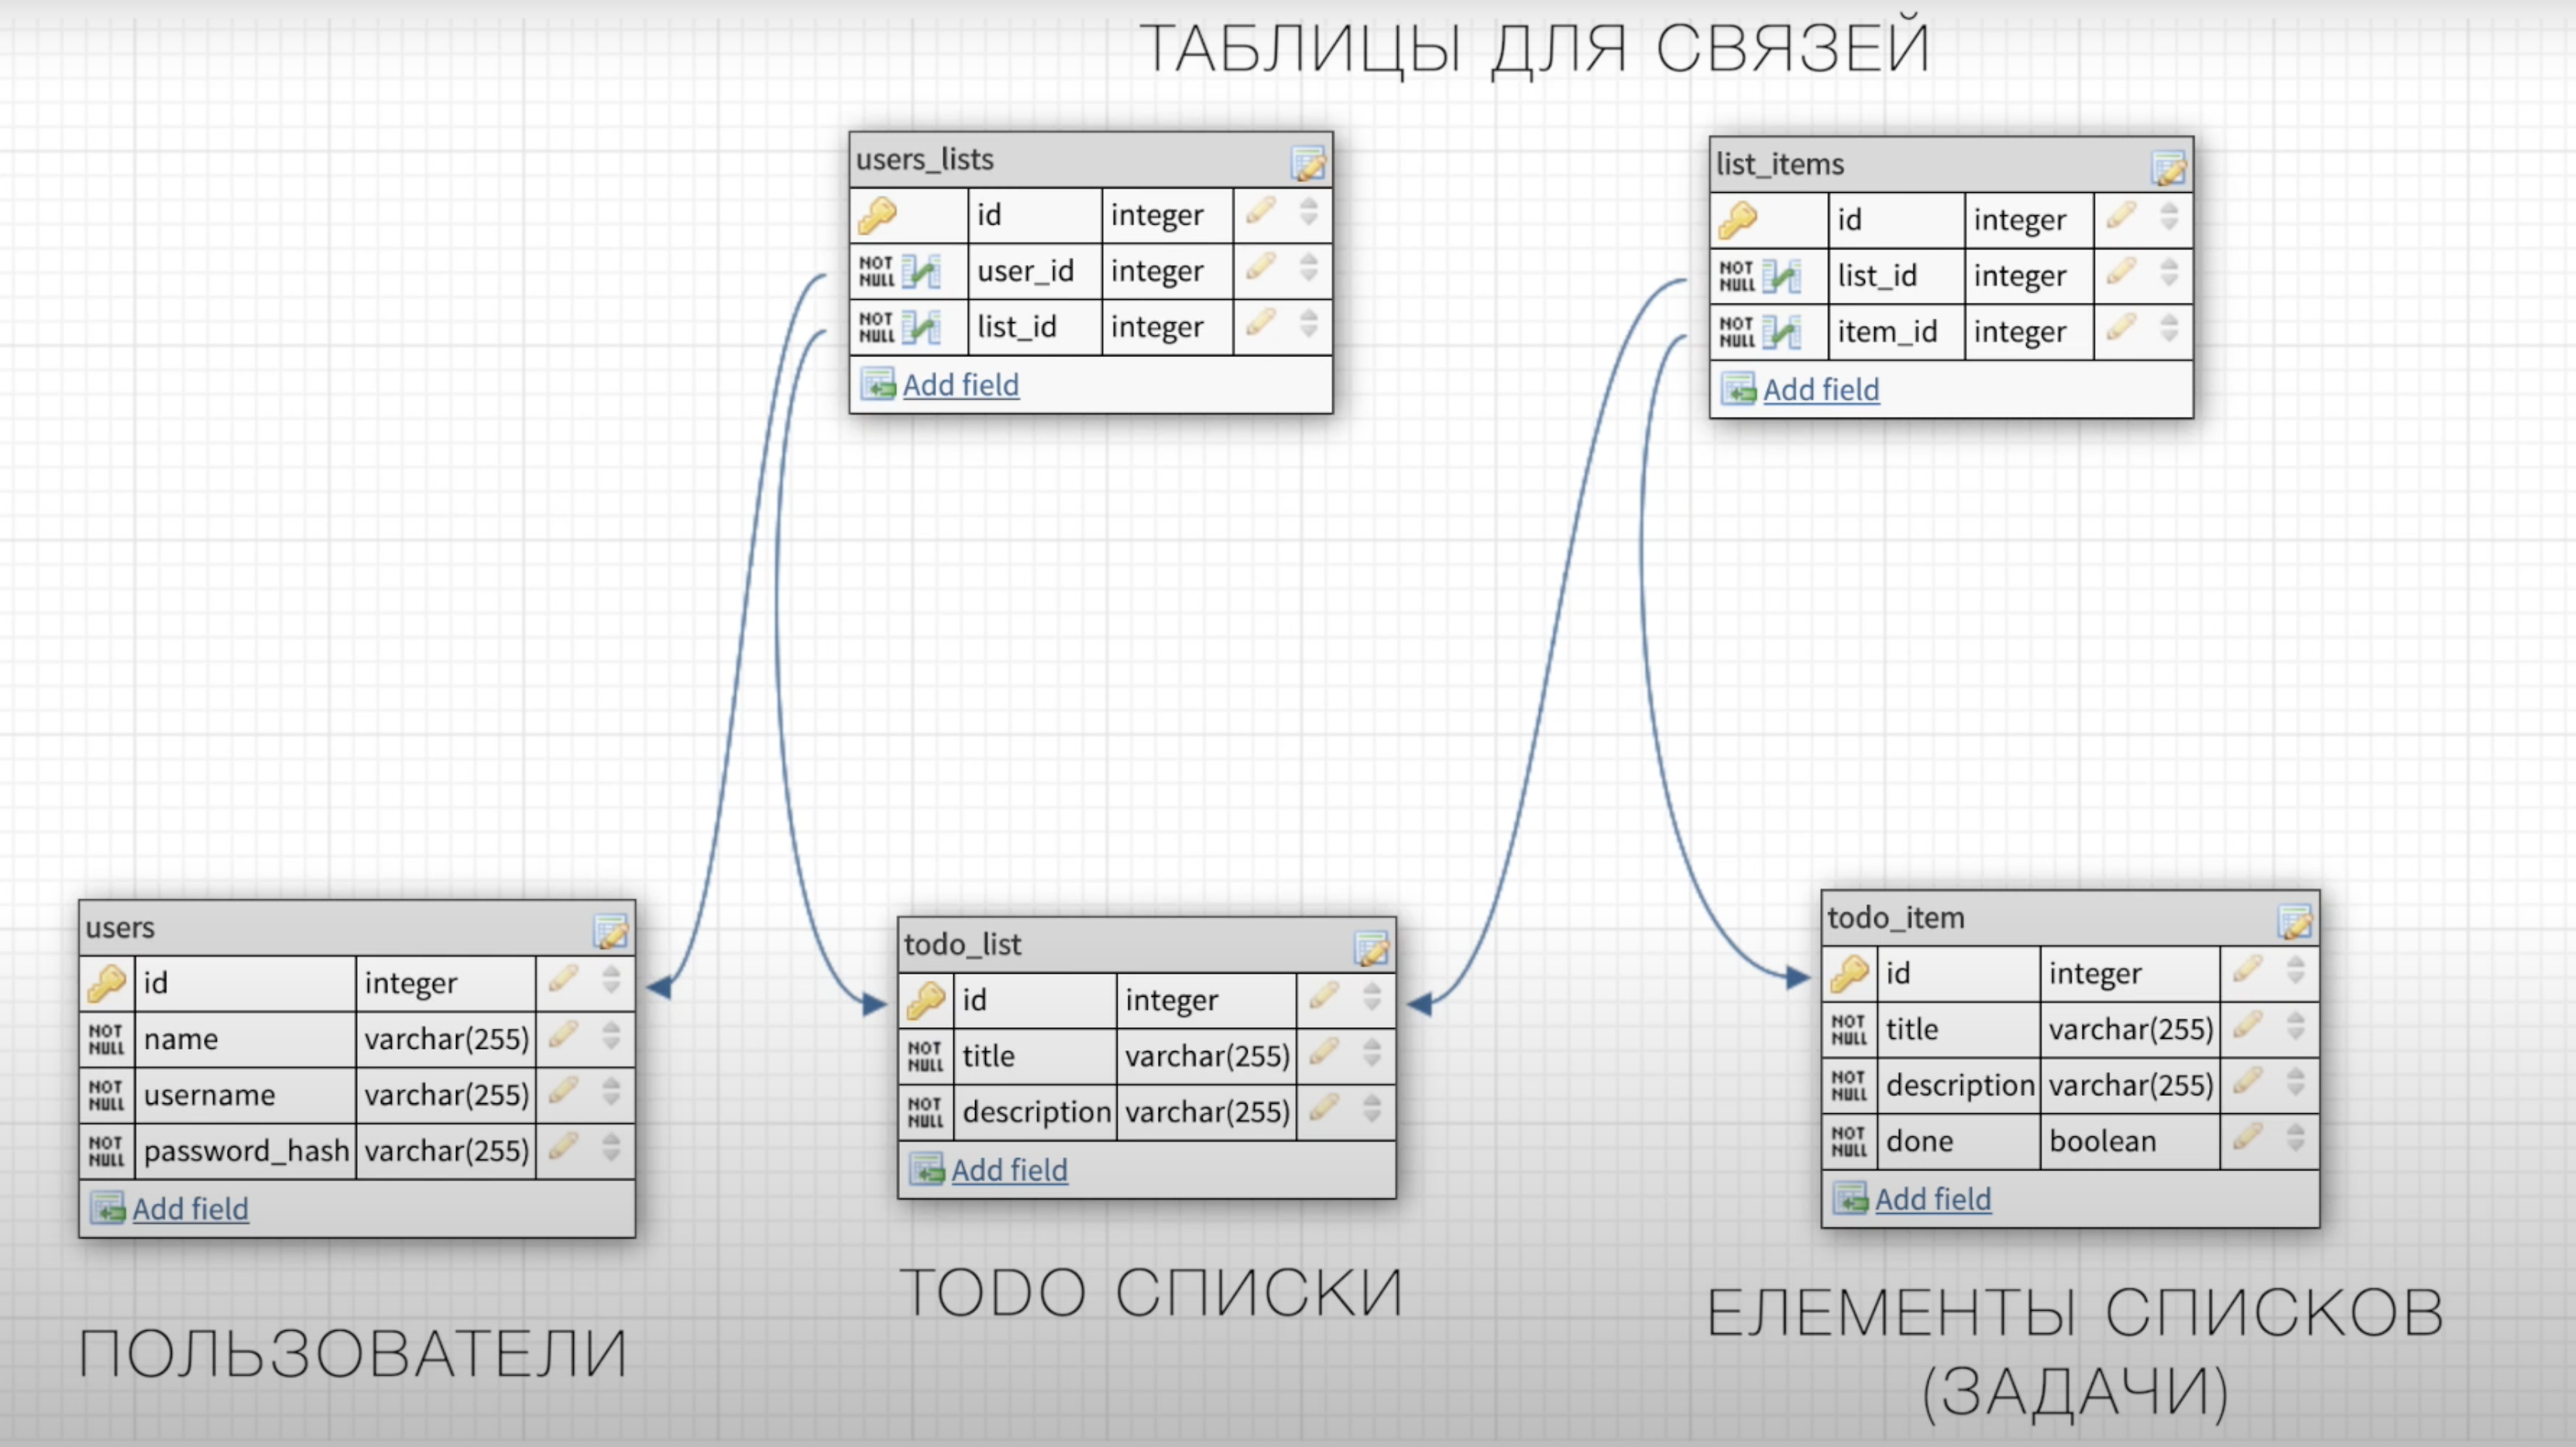 ТАБЛИЦЫ ДЛЯ СВЯЗЕЙ
users_lists
id integer
NOT NULL user_id integer
NOT NULL list_id integer
Add field
list_items
id integer
NOT NULL list_id integer
NOT NULL item_id integer
Add field
users
id integer
NOT NULL name varchar(255)
NOT NULL username varchar(255)
NOT NULL password_hash varchar(255)
Add field
ПОЛЬЗОВАТЕЛИ
todo_list
id integer
NOT NULL title varchar(255)
NOT NULL description varchar(255)
Add field
TODO СПИСКИ
todo_item
id integer
NOT NULL title varchar(255)
NOT NULL description varchar(255)
NOT NULL done boolean
Add field
ЕЛЕМЕНТЫ СПИСКОВ
(ЗАДАЧИ)